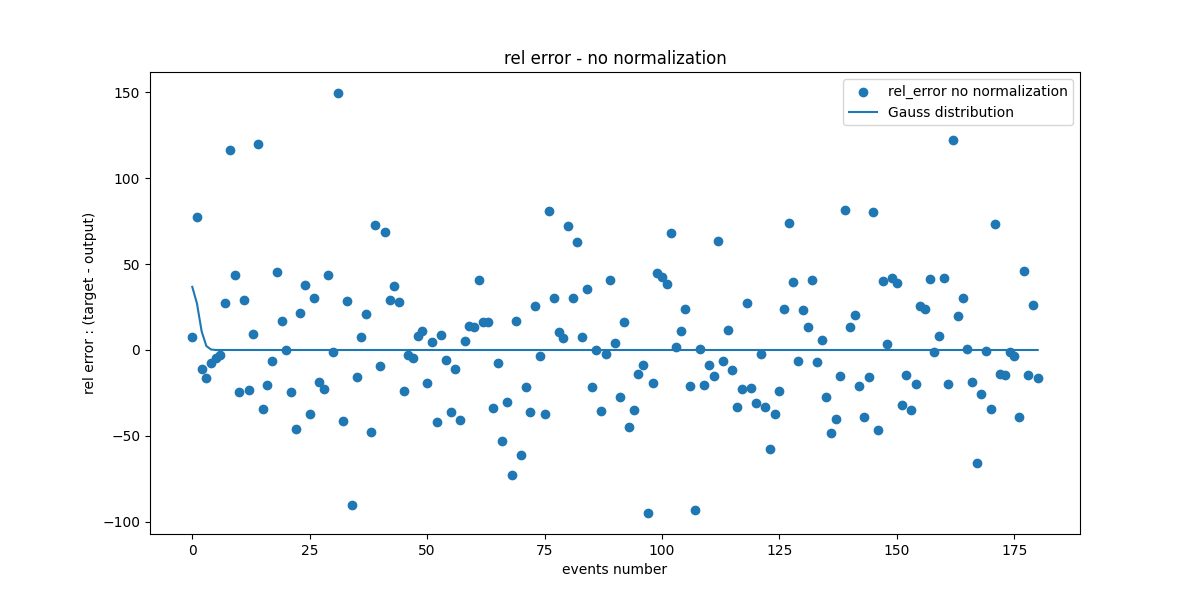 rel error - no normalization
rel_error no normalization
Gauss distribution
rel error : (target - output)
150
100
50
0
−50
−100
0
25
50
75
100
125
150
175
events number